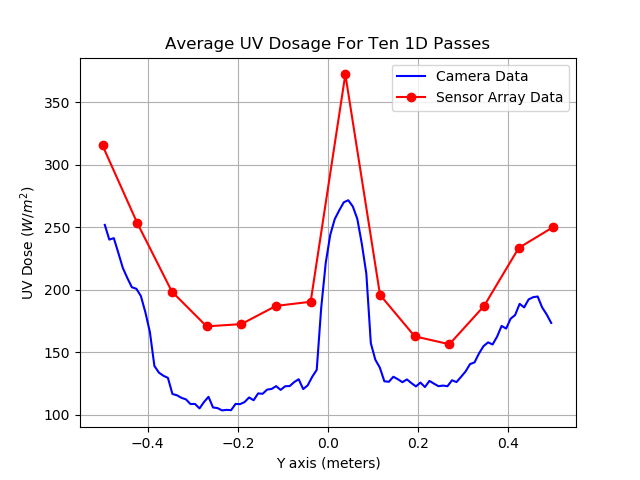 Average UV Dosage For Ten 1D Passes
Camera Data
Sensor Array Data
UV Dose (W/m²)
350
300
250
200
150
100
−0.4 −0.2 0.0 0.2 0.4
Y axis (meters)